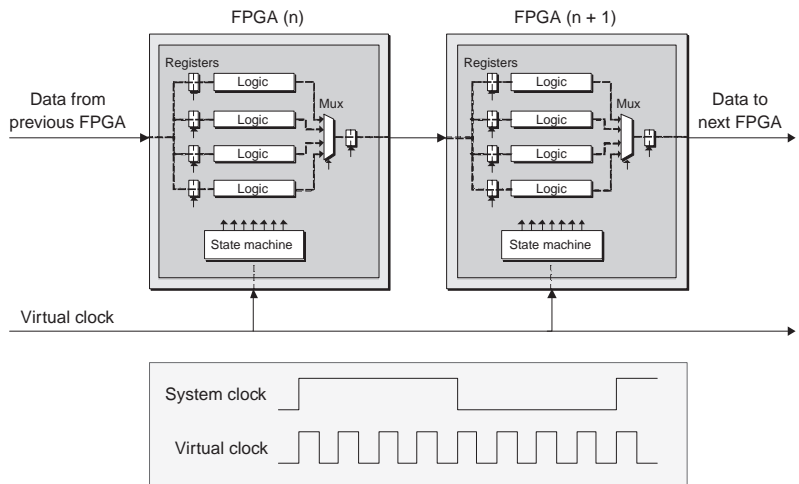 FPGA (n)
FPGA (n + 1)
Registers
Logic
Logic
Logic
Logic
Mux
State machine
Registers
Logic
Logic
Logic
Logic
Mux
State machine
Data from
previous FPGA
Data to
next FPGA
Virtual clock
System clock
Virtual clock